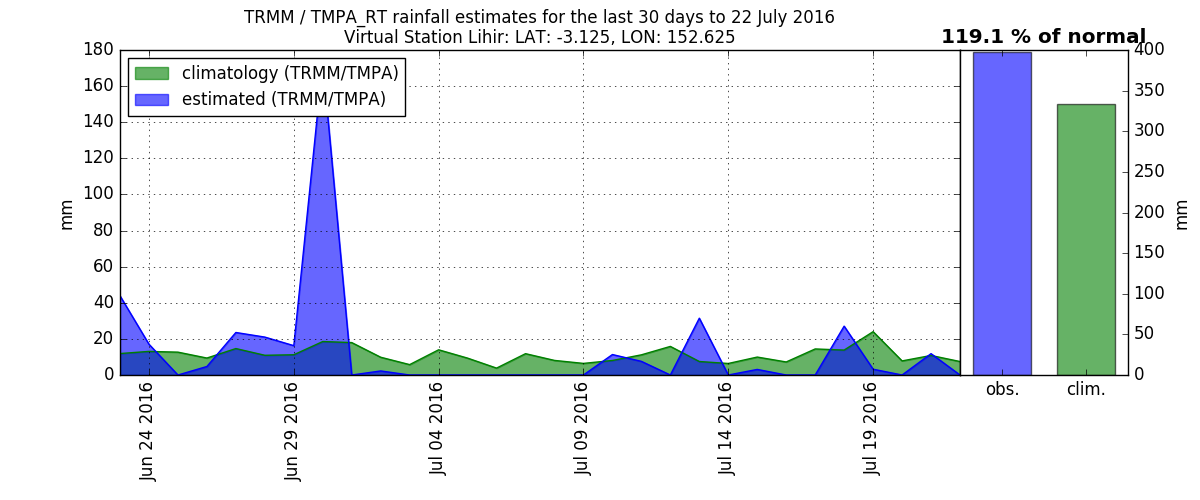 TRMM / TMPA_RT rainfall estimates for the last 30 days to 22 July 2016
Virtual Station Lihir: LAT: -3.125, LON: 152.625
119.1 % of normal
climatology (TRMM/TMPA)
estimated (TRMM/TMPA)
180
160
140
120
100
80
60
40
20
0
mm
Jun 24 2016
Jun 29 2016
Jul 04 2016
Jul 09 2016
Jul 14 2016
Jul 19 2016
400
350
300
250
200
150
100
50
0
mm
obs.
clim.